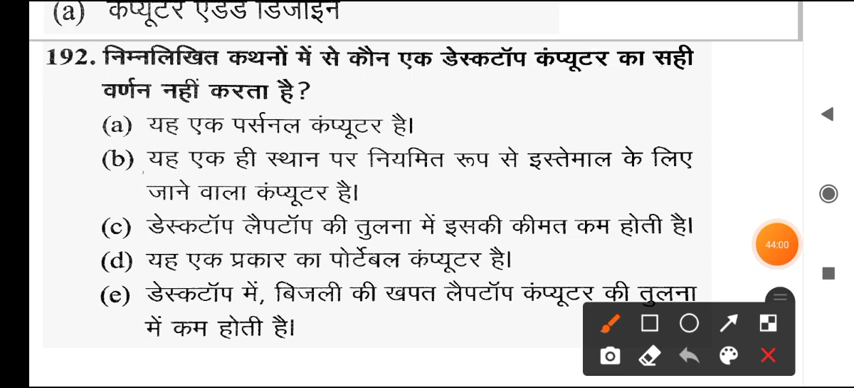 (a) कंप्यूटर एडेड डिजाइन
192. निम्नलिखित कथनों में से कौन एक डेस्कटॉप कंप्यूटर का सही
वर्णन नहीं करता है?
(a) यह एक पर्सनल कंप्यूटर है।
(b) यह एक ही स्थान पर नियमित रूप से इस्तेमाल के लिए
जाने वाला कंप्यूटर है।
(c) डेस्कटॉप लैपटॉप की तुलना में इसकी कीमत कम होती है।
(d) यह एक प्रकार का पोर्टेबल कंप्यूटर है।
(e) डेस्कटॉप में, बिजली की खपत लैपटॉप कंप्यूटर की तुलना
में कम होती है।
44:00